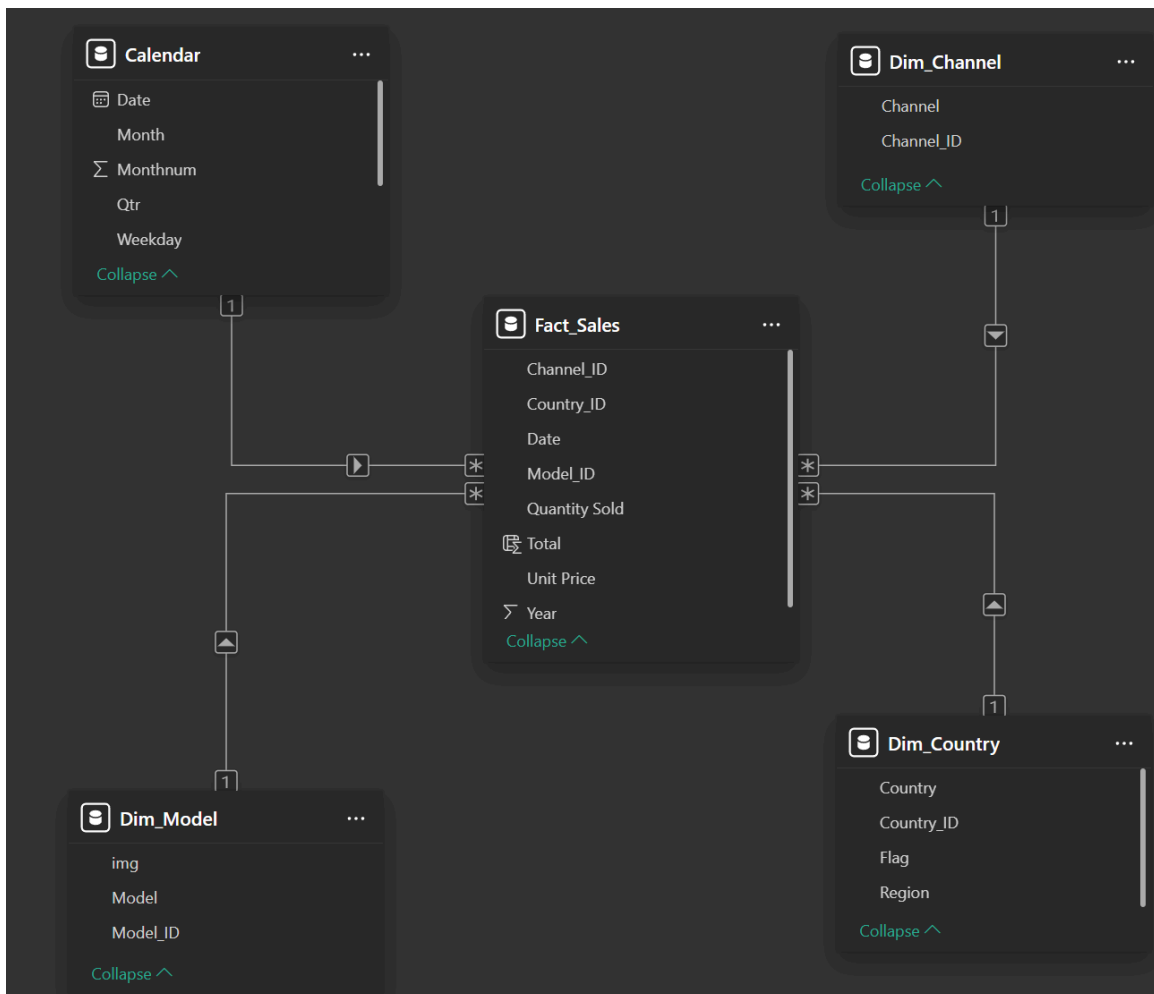 Calendar
Date
Month
Monthnum
Qtr
Weekday
Collapse
1
Dim_Channel
Channel
Channel_ID
Collapse
1
Fact_Sales
Channel_ID
Country_ID
Date
Model_ID
Quantity Sold
Total
Unit Price
Year
Collapse
*
*
*
*
1
Dim_Model
img
Model
Model_ID
Collapse
1
Dim_Country
Country
Country_ID
Flag
Region
Collapse